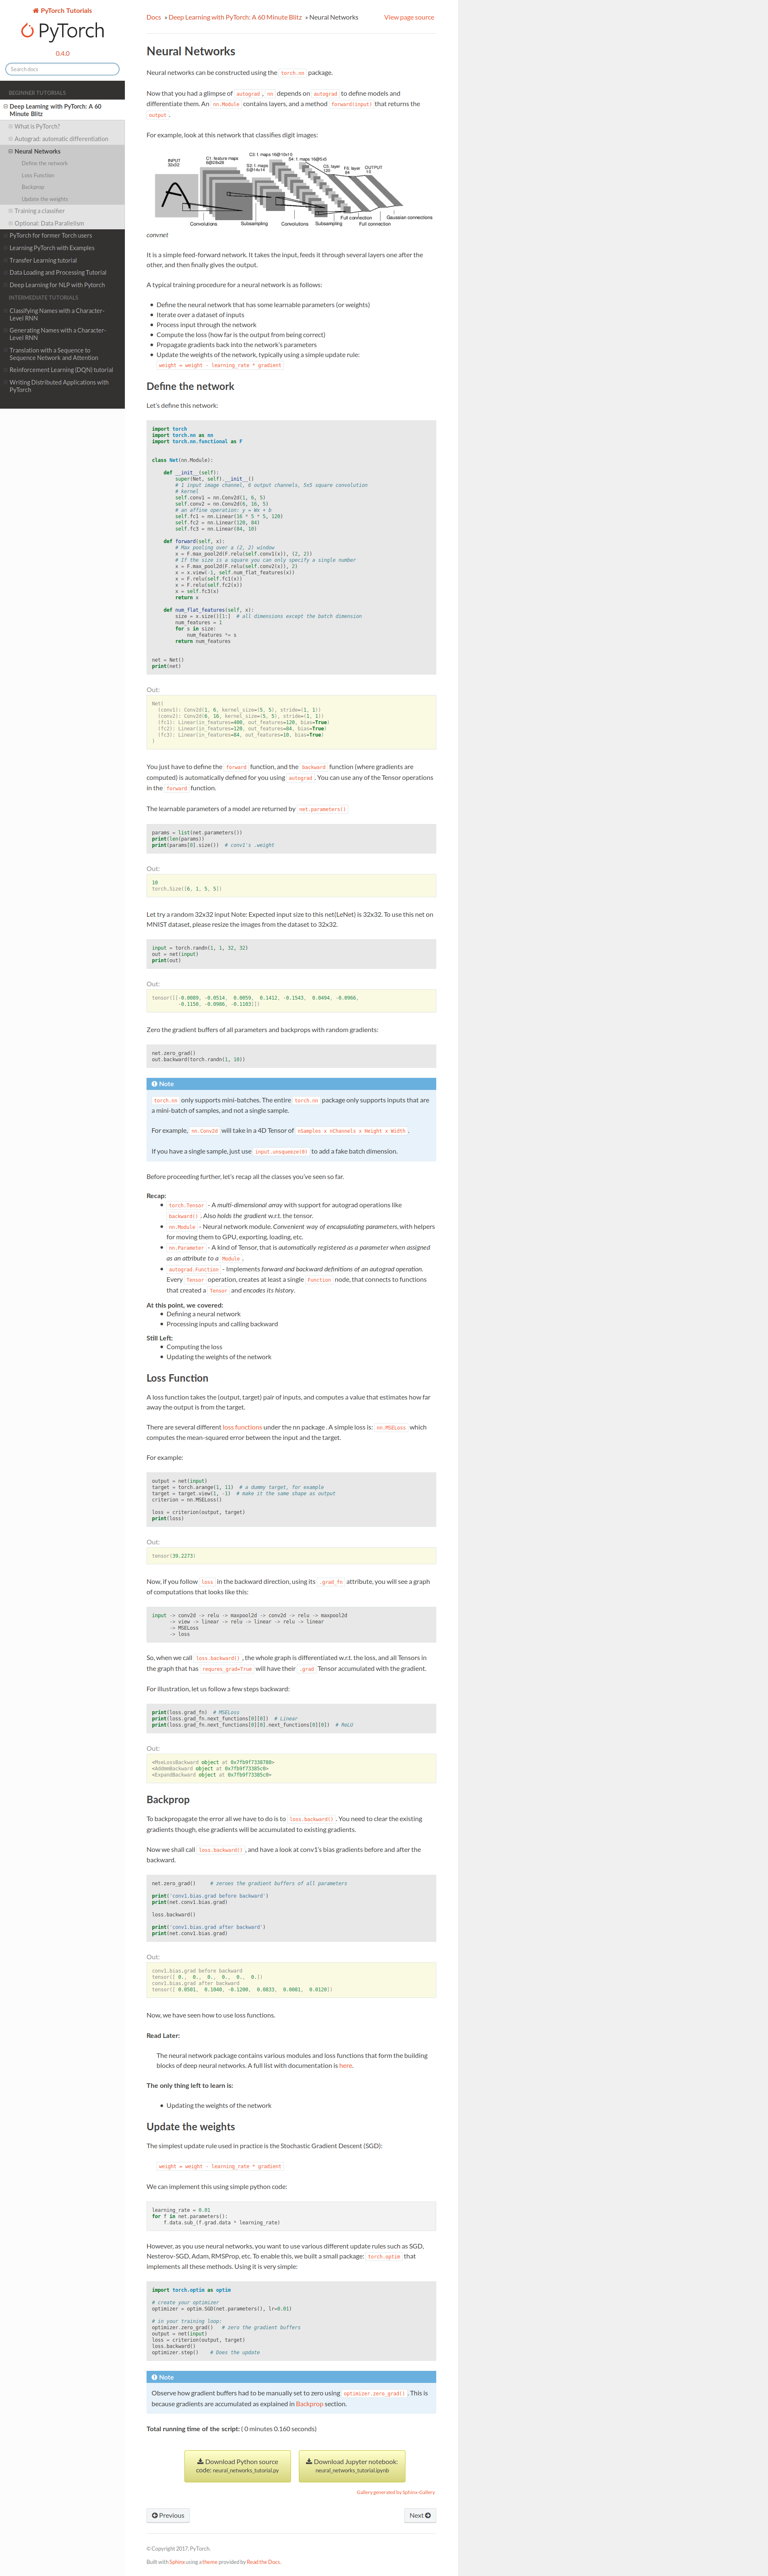 PyTorch Tutorials
PyTorch
0.4.0
Search docs
BEGINNER TUTORIALS
Deep Learning with PyTorch: A 60
Minute Blitz
What is PyTorch?
Autograd: automatic differentiation
Neural Networks
Define the network
Loss Function
Backprop
Update the weights
Training a classifier
Optional: Data Parallelism
PyTorch for former Torch users
Learning PyTorch with Examples
Transfer Learning tutorial
Data Loading and Processing Tutorial
Deep Learning for NLP with Pytorch
INTERMEDIATE TUTORIALS
Classifying Names with a Character-
Level RNN
Generating Names with a Character-
Level RNN
Translation with a Sequence to
Sequence Network and Attention
Reinforcement Learning (DQN) tutorial
Writing Distributed Applications with
PyTorch
Docs » Deep Learning with PyTorch: A 60 Minute Blitz » Neural Networks View page source
Neural Networks
Neural networks can be constructed using the torch.nn package.
Now that you had a glimpse of autograd , nn depends on autograd to define models and
differentiate them. An nn.Module contains layers, and a method forward(input) that returns the
output .
For example, look at this network that classifies digit images:
INPUT
32x32
C1: feature maps
6@28x28
S2: f. maps
6@14x14
C3: f. maps 16@10x10
S4: f. maps 16@5x5
C5: layer
120
F6: layer
84
OUTPUT
10
Convolutions
Subsampling
Convolutions
Subsampling
Full connection
Full connection
Gaussian connections
convnet
It is a simple feed-forward network. It takes the input, feeds it through several layers one after the
other, and then finally gives the output.
A typical training procedure for a neural network is as follows:
• Define the neural network that has some learnable parameters (or weights)
• Iterate over a dataset of inputs
• Process input through the network
• Compute the loss (how far is the output from being correct)
• Propagate gradients back into the network's parameters
• Update the weights of the network, typically using a simple update rule:
weight = weight - learning_rate * gradient
Define the network
Let's define this network:
import torch
import torch.nn as nn
import torch.nn.functional as F
class Net(nn.Module):
def __init__(self):
super(Net, self).__init__()
# 1 input image channel, 6 output channels, 5x5 square convolution
# kernel
self.conv1 = nn.Conv2d(1, 6, 5)
self.conv2 = nn.Conv2d(6, 16, 5)
# an affine operation: y = Wx + b
self.fc1 = nn.Linear(16 * 5 * 5, 120)
self.fc2 = nn.Linear(120, 84)
self.fc3 = nn.Linear(84, 10)
def forward(self, x):
# Max pooling over a (2, 2) window
x = F.max_pool2d(F.relu(self.conv1(x)), (2, 2))
# If the size is a square you can only specify a single number
x = F.max_pool2d(F.relu(self.conv2(x)), 2)
x = x.view(-1, self.num_flat_features(x))
x = F.relu(self.fc1(x))
x = F.relu(self.fc2(x))
x = self.fc3(x)
return x
def num_flat_features(self, x):
size = x.size()[1:] # all dimensions except the batch dimension
num_features = 1
for s in size:
num_features *= s
return num_features
net = Net()
print(net)
Out:
Net(
(conv1): Conv2d(1, 6, kernel_size=(5, 5), stride=(1, 1))
(conv2): Conv2d(6, 16, kernel_size=(5, 5), stride=(1, 1))
(fc1): Linear(in_features=400, out_features=120, bias=True)
(fc2): Linear(in_features=120, out_features=84, bias=True)
(fc3): Linear(in_features=84, out_features=10, bias=True)
)
You just have to define the forward function, and the backward function (where gradients are
computed) is automatically defined for you using autograd . You can use any of the Tensor operations
in the forward function.
The learnable parameters of a model are returned by net.parameters()
params = list(net.parameters())
print(len(params))
print(params[0].size()) # conv1's .weight
Out:
10
torch.Size([6, 1, 5, 5])
Let try a random 32x32 input Note: Expected input size to this net(LeNet) is 32x32. To use this net on
MNIST dataset, please resize the images from the dataset to 32x32.
input = torch.randn(1, 1, 32, 32)
out = net(input)
print(out)
Out:
tensor([[-0.0089, -0.0514, 0.0059, 0.1412, -0.1543, 0.0494, -0.0966,
-0.1150, -0.0986, -0.1103]])
Zero the gradient buffers of all parameters and backprops with random gradients:
net.zero_grad()
out.backward(torch.randn(1, 10))
Note
torch.nn only supports mini-batches. The entire torch.nn package only supports inputs that are
a mini-batch of samples, and not a single sample.
For example, nn.Conv2d will take in a 4D Tensor of nSamples x nChannels x Height x Width .
If you have a single sample, just use input.unsqueeze(0) to add a fake batch dimension.
Before proceeding further, let's recap all the classes you've seen so far.
Recap:
• torch.Tensor - A multi-dimensional array with support for autograd operations like
backward() . Also holds the gradient w.r.t. the tensor.
• nn.Module - Neural network module. Convenient way of encapsulating parameters, with helpers
for moving them to GPU, exporting, loading, etc.
• nn.Parameter - A kind of Tensor, that is automatically registered as a parameter when assigned
as an attribute to a Module .
• autograd.Function - Implements forward and backward definitions of an autograd operation.
Every Tensor operation, creates at least a single Function node, that connects to functions
that created a Tensor and encodes its history.
At this point, we covered:
• Defining a neural network
• Processing inputs and calling backward
Still Left:
• Computing the loss
• Updating the weights of the network
Loss Function
A loss function takes the (output, target) pair of inputs, and computes a value that estimates how far
away the output is from the target.
There are several different loss functions under the nn package . A simple loss is: nn.MSELoss which
computes the mean-squared error between the input and the target.
For example:
output = net(input)
target = torch.arange(1, 11) # a dummy target, for example
target = target.view(1, -1) # make it the same shape as output
criterion = nn.MSELoss()
loss = criterion(output, target)
print(loss)
Out:
tensor(39.2273)
Now, if you follow loss in the backward direction, using its .grad_fn attribute, you will see a graph
of computations that looks like this:
input -> conv2d -> relu -> maxpool2d -> conv2d -> relu -> maxpool2d
-> view -> linear -> relu -> linear -> relu -> linear
-> MSELoss
-> loss
So, when we call loss.backward() , the whole graph is differentiated w.r.t. the loss, and all Tensors in
the graph that has requres_grad=True will have their .grad Tensor accumulated with the gradient.
For illustration, let us follow a few steps backward:
print(loss.grad_fn) # MSELoss
print(loss.grad_fn.next_functions[0][0]) # Linear
print(loss.grad_fn.next_functions[0][0].next_functions[0][0]) # ReLU
Out:
<MseLossBackward object at 0x7fb9f7338780>
<AddmmBackward object at 0x7fb9f73385c0>
<ExpandBackward object at 0x7fb9f73385c0>
Backprop
To backpropagate the error all we have to do is to loss.backward() . You need to clear the existing
gradients though, else gradients will be accumulated to existing gradients.
Now we shall call loss.backward() , and have a look at conv1's bias gradients before and after the
backward.
net.zero_grad() # zeroes the gradient buffers of all parameters
print('conv1.bias.grad before backward')
print(net.conv1.bias.grad)
loss.backward()
print('conv1.bias.grad after backward')
print(net.conv1.bias.grad)
Out:
conv1.bias.grad before backward
tensor([ 0., 0., 0., 0., 0., 0.])
conv1.bias.grad after backward
tensor([ 0.0501, 0.1040, -0.1200, 0.0833, 0.0081, 0.0120])
Now, we have seen how to use loss functions.
Read Later:
The neural network package contains various modules and loss functions that form the building
blocks of deep neural networks. A full list with documentation is here.
The only thing left to learn is:
• Updating the weights of the network
Update the weights
The simplest update rule used in practice is the Stochastic Gradient Descent (SGD):
weight = weight - learning_rate * gradient
We can implement this using simple python code:
learning_rate = 0.01
for f in net.parameters():
f.data.sub_(f.grad.data * learning_rate)
However, as you use neural networks, you want to use various different update rules such as SGD,
Nesterov-SGD, Adam, RMSProp, etc. To enable this, we built a small package: torch.optim that
implements all these methods. Using it is very simple:
import torch.optim as optim
# create your optimizer
optimizer = optim.SGD(net.parameters(), lr=0.01)
# in your training loop:
optimizer.zero_grad() # zero the gradient buffers
output = net(input)
loss = criterion(output, target)
loss.backward()
optimizer.step() # Does the update
Note
Observe how gradient buffers had to be manually set to zero using optimizer.zero_grad() . This is
because gradients are accumulated as explained in Backprop section.
Total running time of the script: ( 0 minutes 0.160 seconds)
Download Python source
code: neural_networks_tutorial.py
Download Jupyter notebook:
neural_networks_tutorial.ipynb
Gallery generated by Sphinx-Gallery
Previous
Next
© Copyright 2017, PyTorch.
Built with Sphinx using a theme provided by Read the Docs.